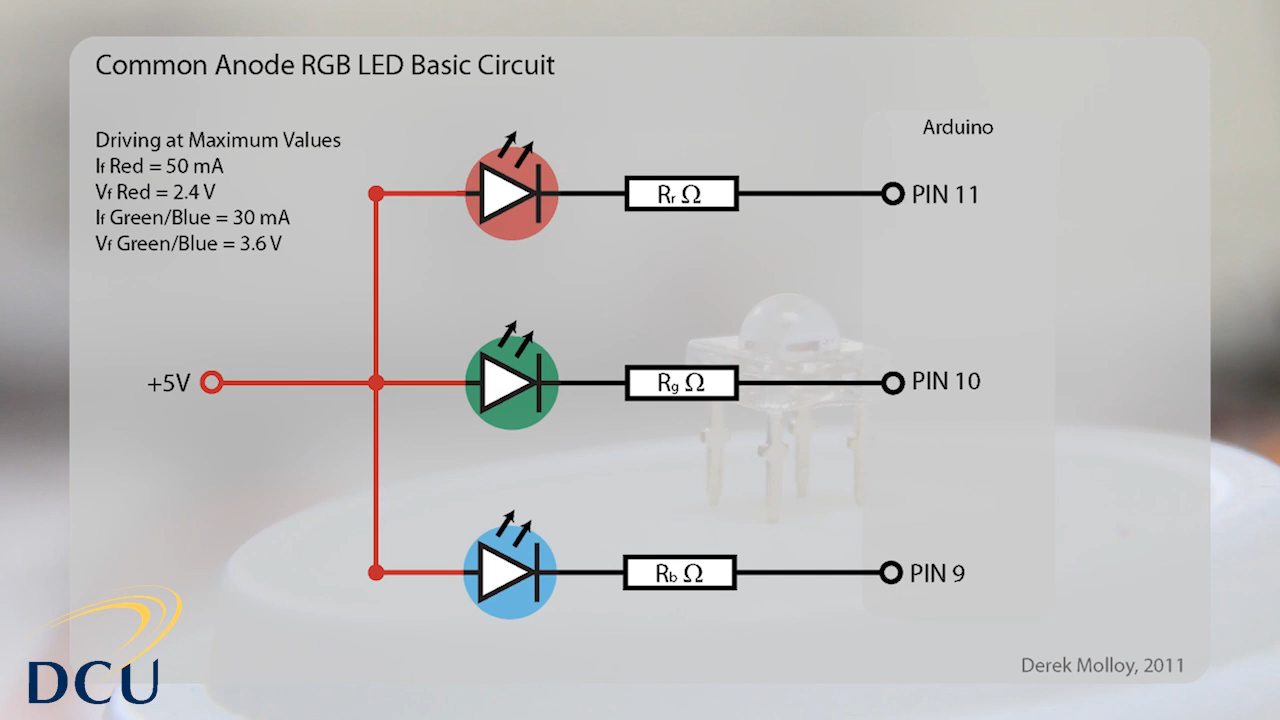 Common Anode RGB LED Basic Circuit
Driving at Maximum Values
If Red = 50 mA
Vf Red = 2.4 V
If Green/Blue = 30 mA
Vf Green/Blue = 3.6 V
Arduino
Rr Ω
PIN 11
+5V
Rg Ω
PIN 10
Rb Ω
PIN 9
DCU
Derek Molloy, 2011